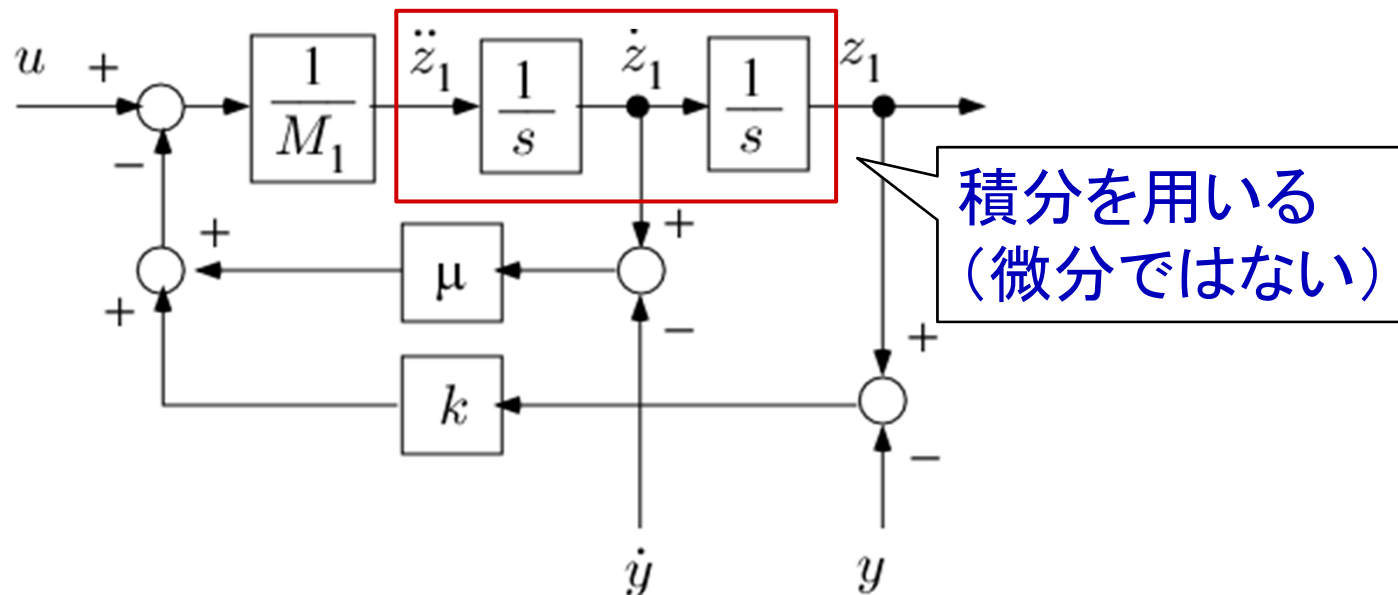 u + 1/M₁ z̈₁ 1/s ż₁ 1/s z₁
−
積分を用いる
（微分ではない）
+ μ +
+ − +
k
−
ẏ y